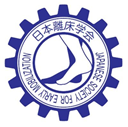 日本離床学会
JAPANESE SOCIETY FOR EARLY MOBILIZATION